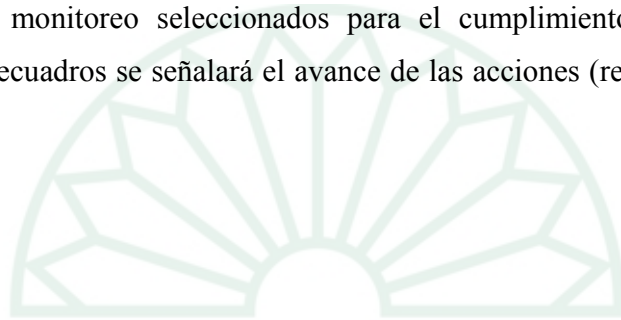 monitoreo seleccionados para el cumplimiento
ecuadros se señalará el avance de las acciones (re